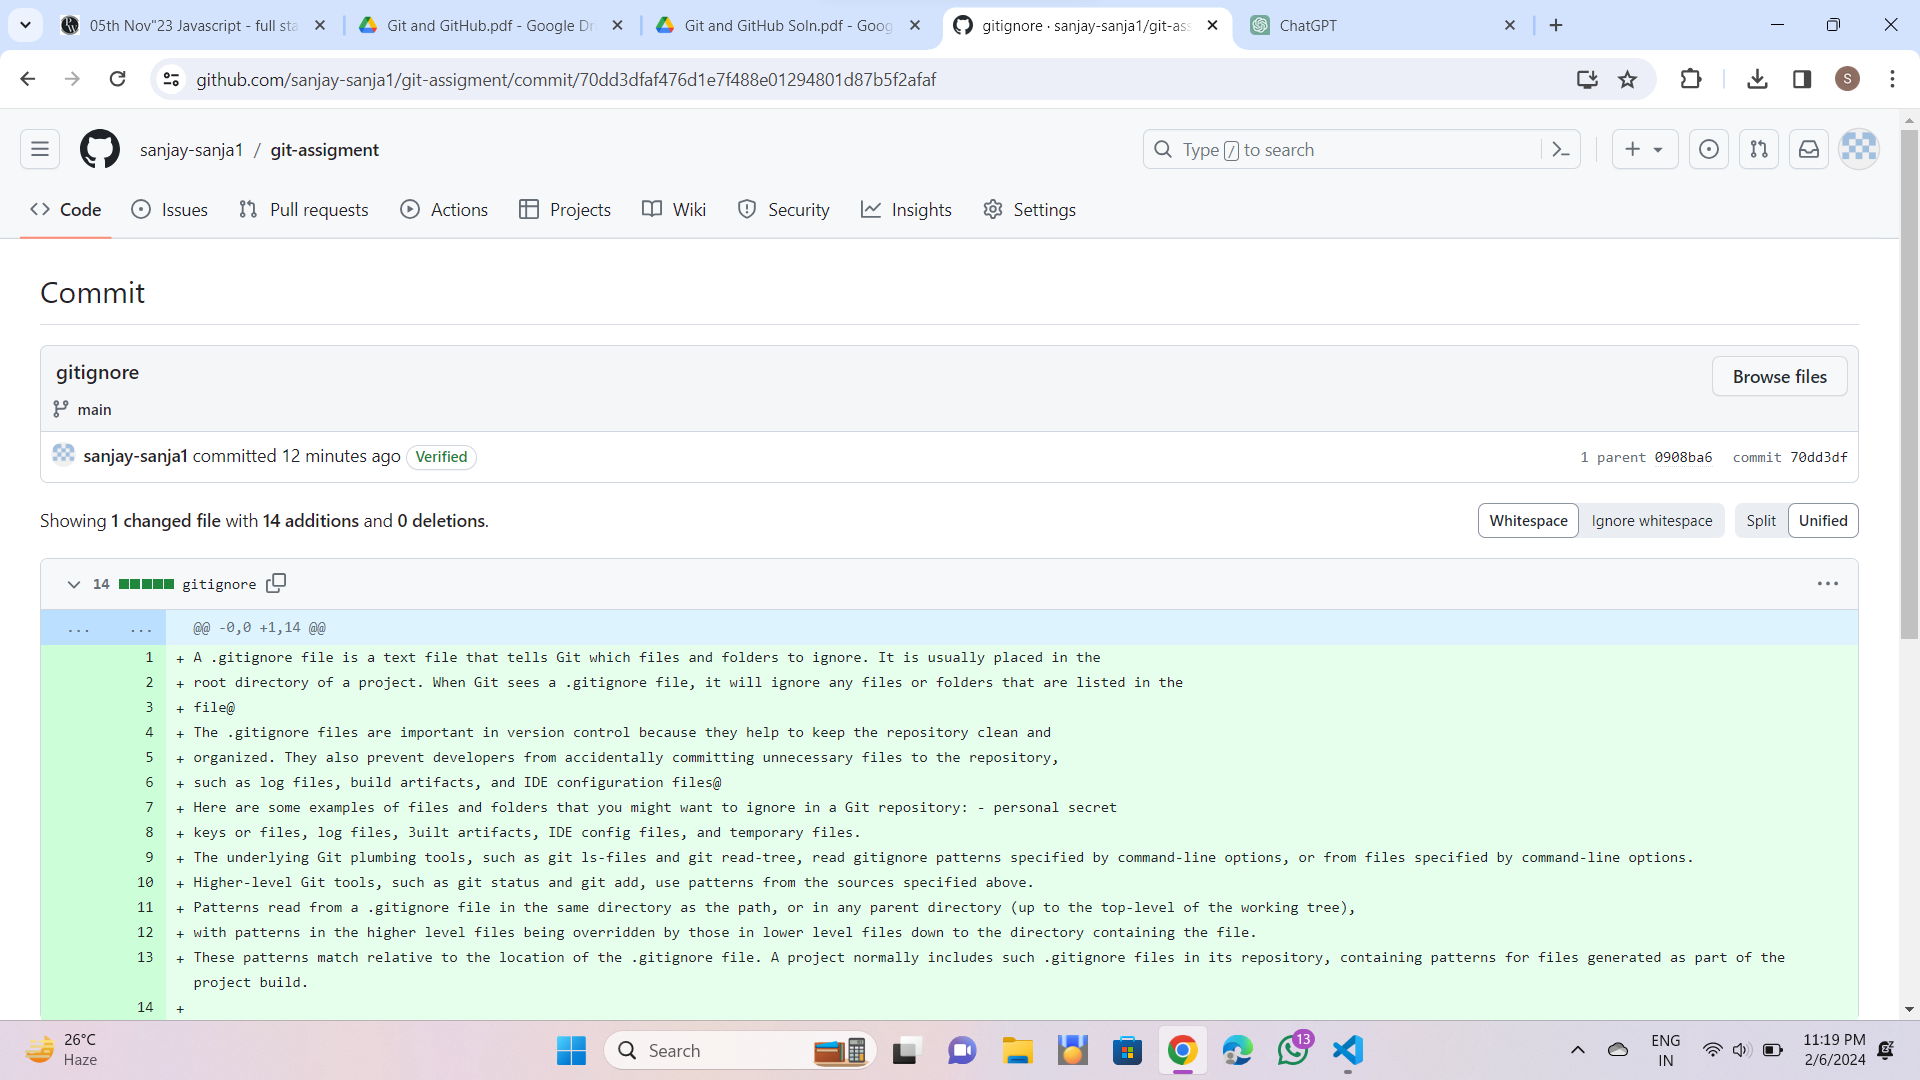 05th Nov"23 Javascript - full sta
Git and GitHub.pdf - Google Dri
Git and GitHub Soln.pdf - Goog
gitignore · sanjay-sanja1/git-ass
ChatGPT
github.com/sanjay-sanja1/git-assigment/commit/70dd3dfaf476d1e7f488e01294801d87b5f2afaf
S
sanjay-sanja1 / git-assigment
Type / to search
Code Issues Pull requests Actions Projects Wiki Security Insights Settings
Commit
gitignore
Browse files
main
sanjay-sanja1 committed 12 minutes ago Verified
1 parent 0908ba6 commit 70dd3df
Showing 1 changed file with 14 additions and 0 deletions.
Whitespace Ignore whitespace Split Unified
14 gitignore
... ... @@ -0,0 +1,14 @@
1 + A .gitignore file is a text file that tells Git which files and folders to ignore. It is usually placed in the
2 + root directory of a project. When Git sees a .gitignore file, it will ignore any files or folders that are listed in the
3 + file@
4 + The .gitignore files are important in version control because they help to keep the repository clean and
5 + organized. They also prevent developers from accidentally committing unnecessary files to the repository,
6 + such as log files, build artifacts, and IDE configuration files@
7 + Here are some examples of files and folders that you might want to ignore in a Git repository: - personal secret
8 + keys or files, log files, 3uilt artifacts, IDE config files, and temporary files.
9 + The underlying Git plumbing tools, such as git ls-files and git read-tree, read gitignore patterns specified by command-line options, or from files specified by command-line options.
10 + Higher-level Git tools, such as git status and git add, use patterns from the sources specified above.
11 + Patterns read from a .gitignore file in the same directory as the path, or in any parent directory (up to the top-level of the working tree),
12 + with patterns in the higher level files being overridden by those in lower level files down to the directory containing the file.
13 + These patterns match relative to the location of the .gitignore file. A project normally includes such .gitignore files in its repository, containing patterns for files generated as part of the
project build.
14 +
26°C
Haze
Search
13
ENG
IN
11:19 PM
2/6/2024